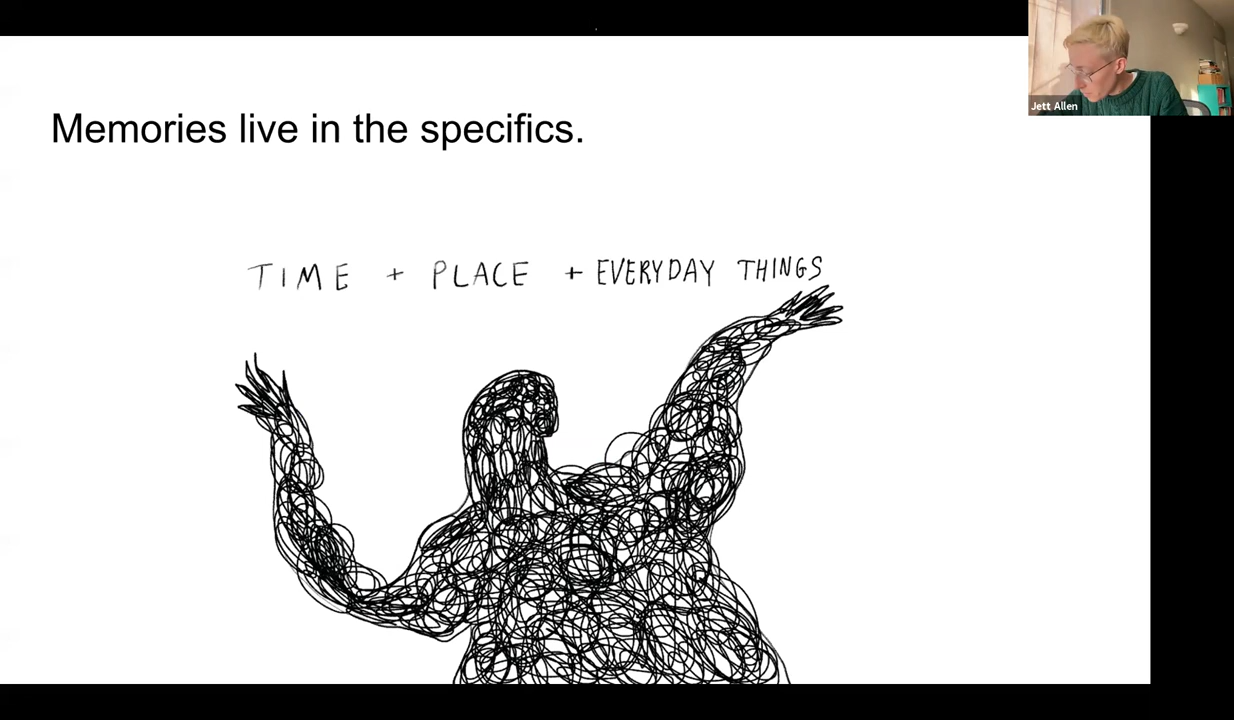 Memories live in the specifics.
TIME + PLACE + EVERYDAY THINGS
Jett Allen